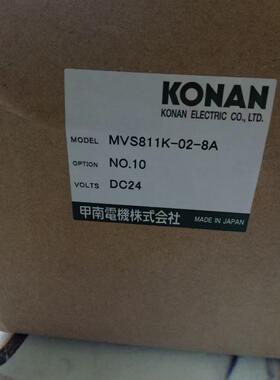 KONAN
KONAN ELECTRIC CO., LTD.
MODEL MVS811K-02-8A
OPTION NO.10
VOLTS DC24
甲南電機株式会社 MADE IN JAPAN